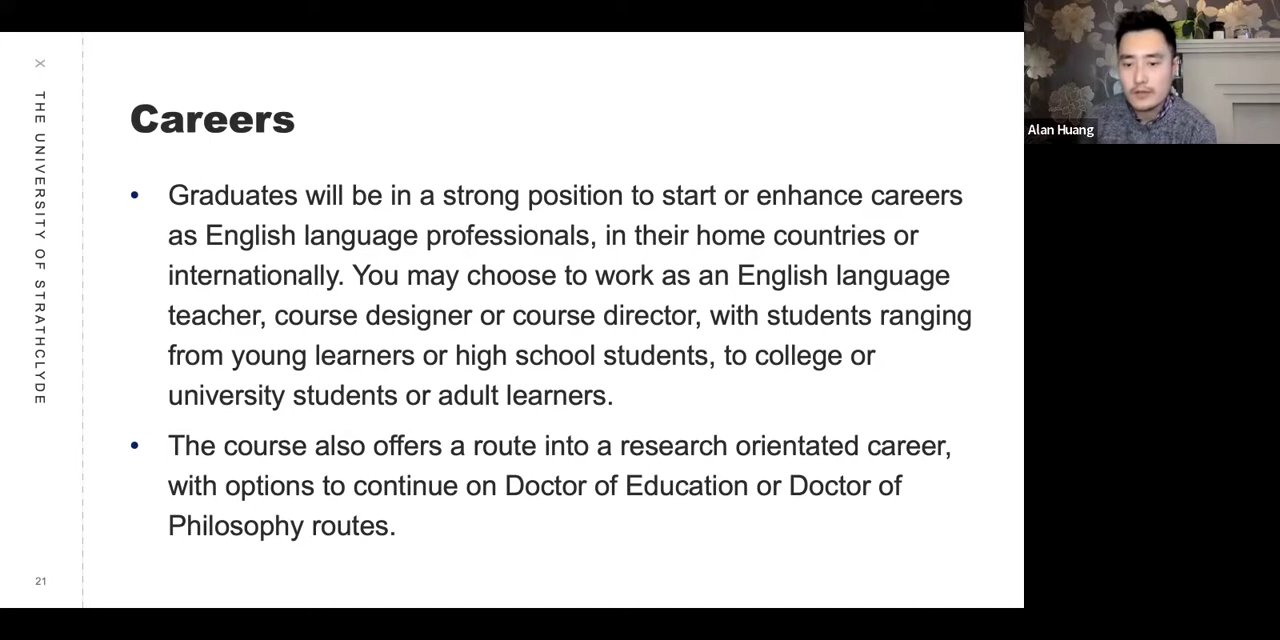 X THE UNIVERSITY OF STRATHCLYDE
Careers
• Graduates will be in a strong position to start or enhance careers
as English language professionals, in their home countries or
internationally. You may choose to work as an English language
teacher, course designer or course director, with students ranging
from young learners or high school students, to college or
university students or adult learners.
• The course also offers a route into a research orientated career,
with options to continue on Doctor of Education or Doctor of
Philosophy routes.
21
Alan Huang